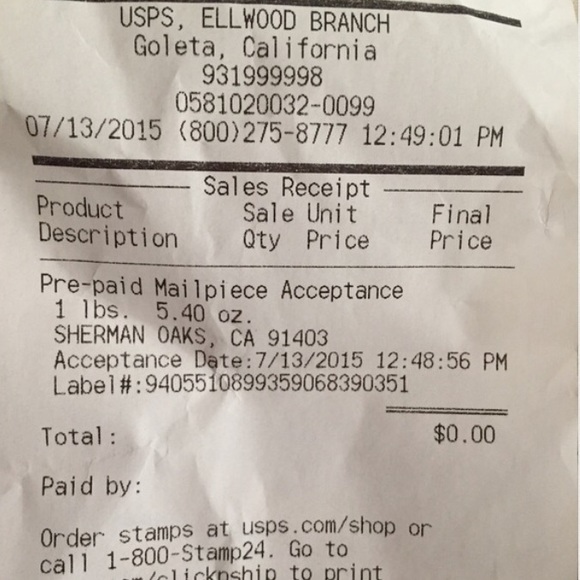 USPS, ELLWOOD BRANCH
Goleta, California
931999998
0581020032-0099
07/13/2015 (800)275-8777 12:49:01 PM
Sales Receipt
Product Sale Unit Final
Description Qty Price Price
Pre-paid Mailpiece Acceptance
1 lbs. 5.40 oz.
SHERMAN OAKS, CA 91403
Acceptance Date:7/13/2015 12:48:56 PM
Label#:9405510899359068390351
Total: $0.00
Paid by:
Order stamps at usps.com/shop or
call 1-800-Stamp24. Go to
to print